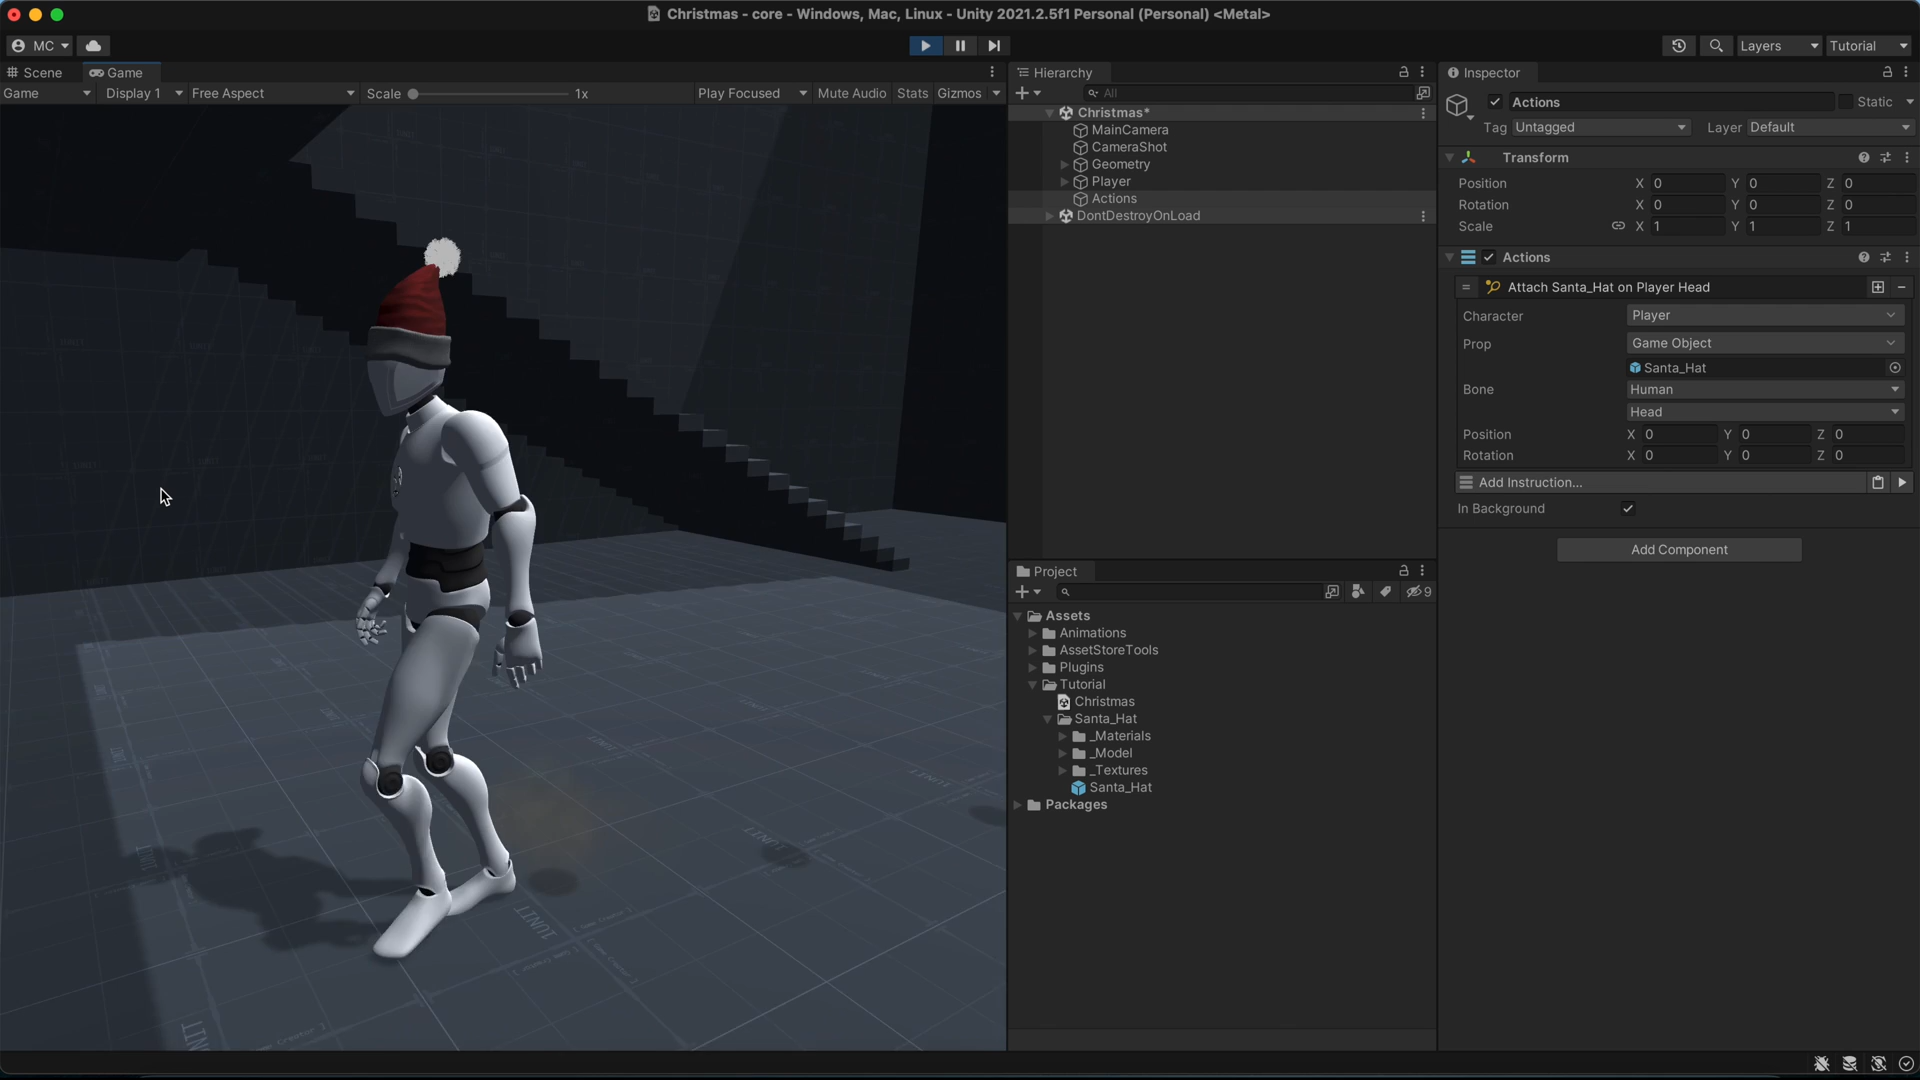 Christmas - core - Windows, Mac, Linux - Unity 2021.2.5f1 Personal (Personal) <Metal>
MC
Layers
Tutorial
Scene
Game
Game
Display 1
Free Aspect
Scale
1x
Play Focused
Mute Audio
Stats
Gizmos
Hierarchy
All
Christmas*
MainCamera
CameraShot
Geometry
Player
Actions
DontDestroyOnLoad
Project
9
Assets
Animations
AssetStoreTools
Plugins
Tutorial
Christmas
Santa_Hat
_Materials
_Model
_Textures
Santa_Hat
Packages
Inspector
Actions
Static
Tag Untagged
Layer Default
Transform
Position X 0 Y 0 Z 0
Rotation X 0 Y 0 Z 0
Scale X 1 Y 1 Z 1
Actions
Attach Santa_Hat on Player Head
Character Player
Prop Game Object
Santa_Hat
Bone Human
Head
Position X 0 Y 0 Z 0
Rotation X 0 Y 0 Z 0
Add Instruction...
In Background
Add Component
1UNIT
1UNIT
1UNIT